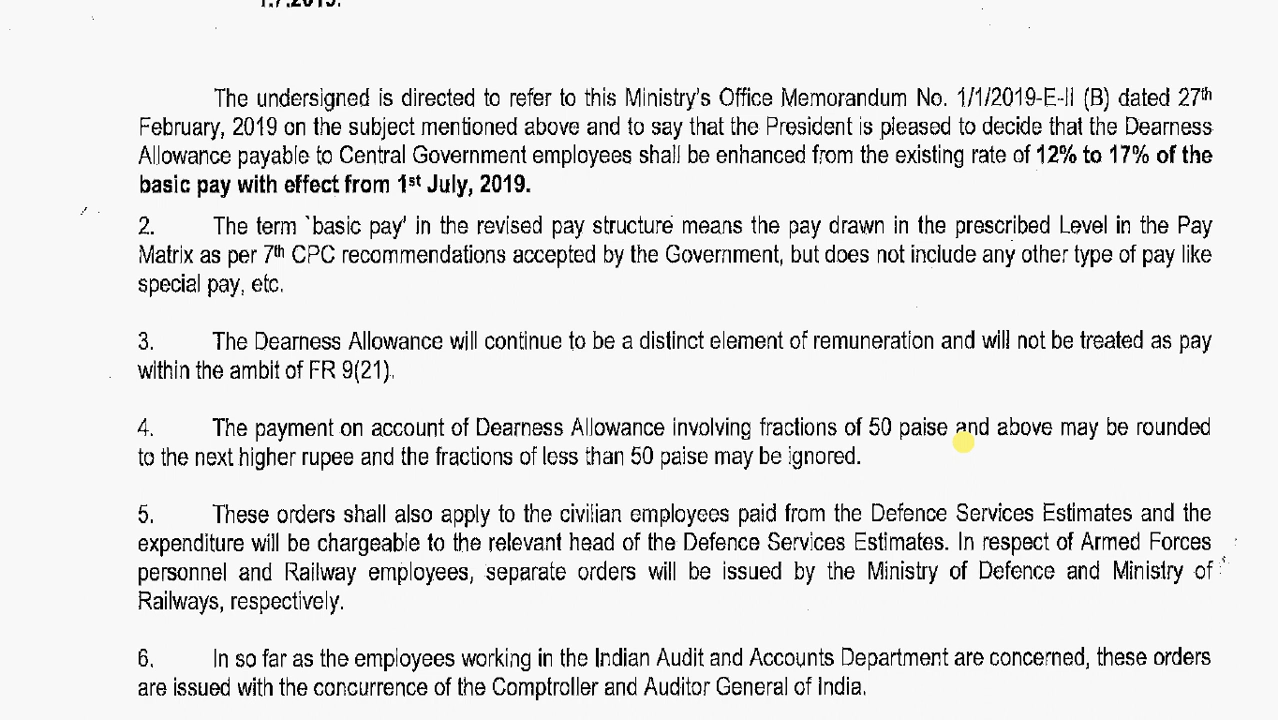 1.7.2019.
The undersigned is directed to refer to this Ministry's Office Memorandum No. 1/1/2019-E-II (B) dated 27th
February, 2019 on the subject mentioned above and to say that the President is pleased to decide that the Dearness
Allowance payable to Central Government employees shall be enhanced from the existing rate of 12% to 17% of the
basic pay with effect from 1st July, 2019.
2. The term `basic pay' in the revised pay structure means the pay drawn in the prescribed Level in the Pay
Matrix as per 7th CPC recommendations accepted by the Government, but does not include any other type of pay like
special pay, etc.
3. The Dearness Allowance will continue to be a distinct element of remuneration and will not be treated as pay
within the ambit of FR 9(21).
4. The payment on account of Dearness Allowance involving fractions of 50 paise and above may be rounded
to the next higher rupee and the fractions of less than 50 paise may be ignored.
5. These orders shall also apply to the civilian employees paid from the Defence Services Estimates and the
expenditure will be chargeable to the relevant head of the Defence Services Estimates. In respect of Armed Forces
personnel and Railway employees, separate orders will be issued by the Ministry of Defence and Ministry of
Railways, respectively.
6. In so far as the employees working in the Indian Audit and Accounts Department are concerned, these orders
are issued with the concurrence of the Comptroller and Auditor General of India.